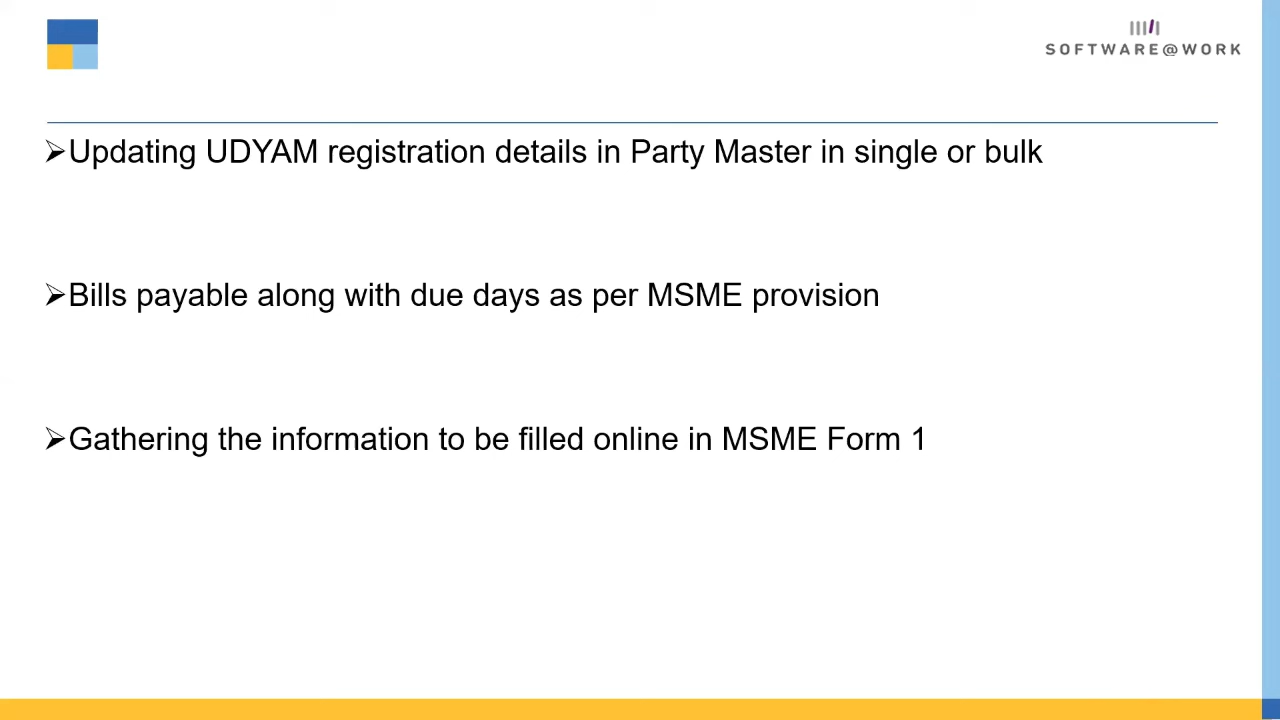 SOFTWARE@WORK
➢Updating UDYAM registration details in Party Master in single or bulk
➢Bills payable along with due days as per MSME provision
➢Gathering the information to be filled online in MSME Form 1